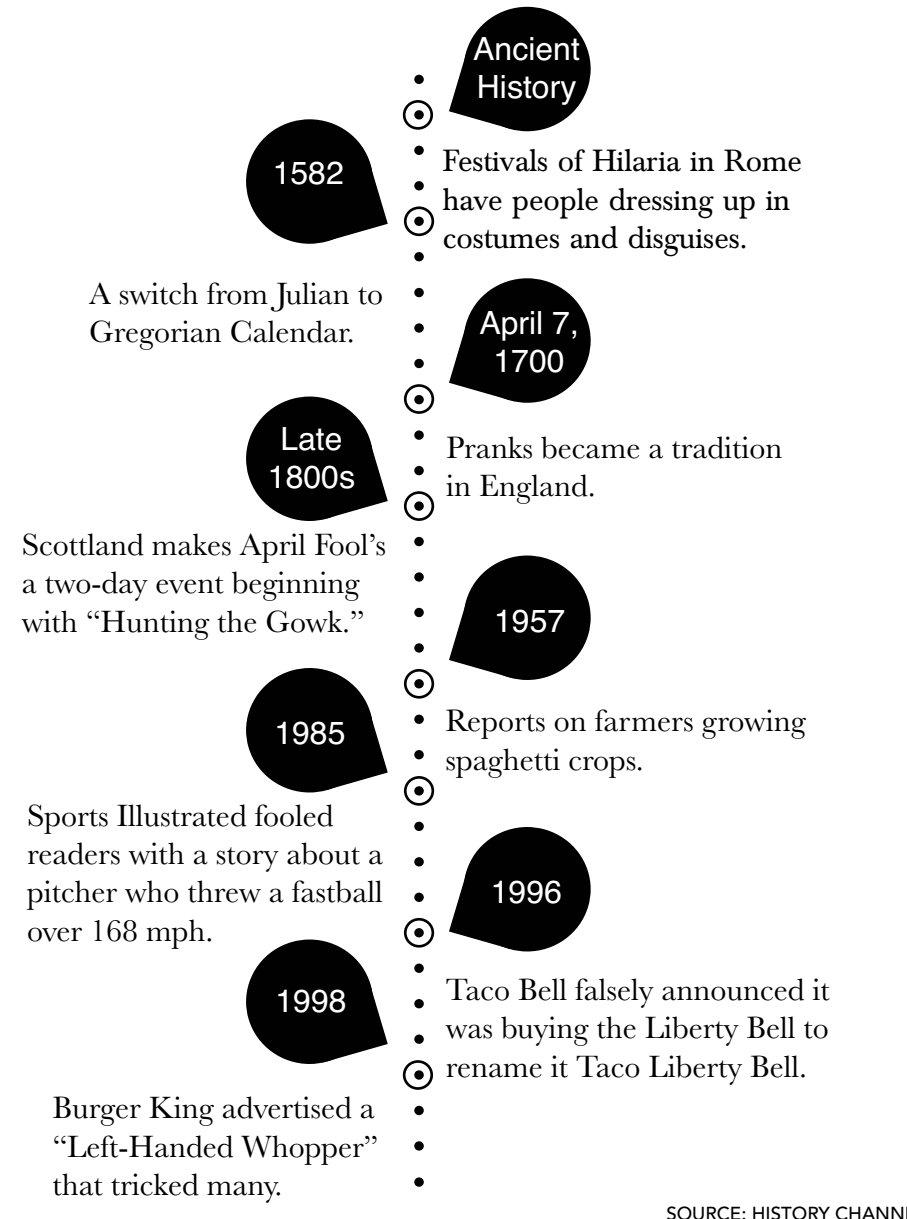 Ancient
History
Festivals of Hilaria in Rome
have people dressing up in
costumes and disguises.
1582
A switch from Julian to
Gregorian Calendar.
April 7,
1700
Pranks became a tradition
in England.
Late
1800s
Scottland makes April Fool’s
a two-day event beginning
with “Hunting the Gowk.”
1957
Reports on farmers growing
spaghetti crops.
1985
Sports Illustrated fooled
readers with a story about a
pitcher who threw a fastball
over 168 mph.
1996
Taco Bell falsely announced it
was buying the Liberty Bell to
rename it Taco Liberty Bell.
1998
Burger King advertised a
“Left-Handed Whopper”
that tricked many.
SOURCE: HISTORY